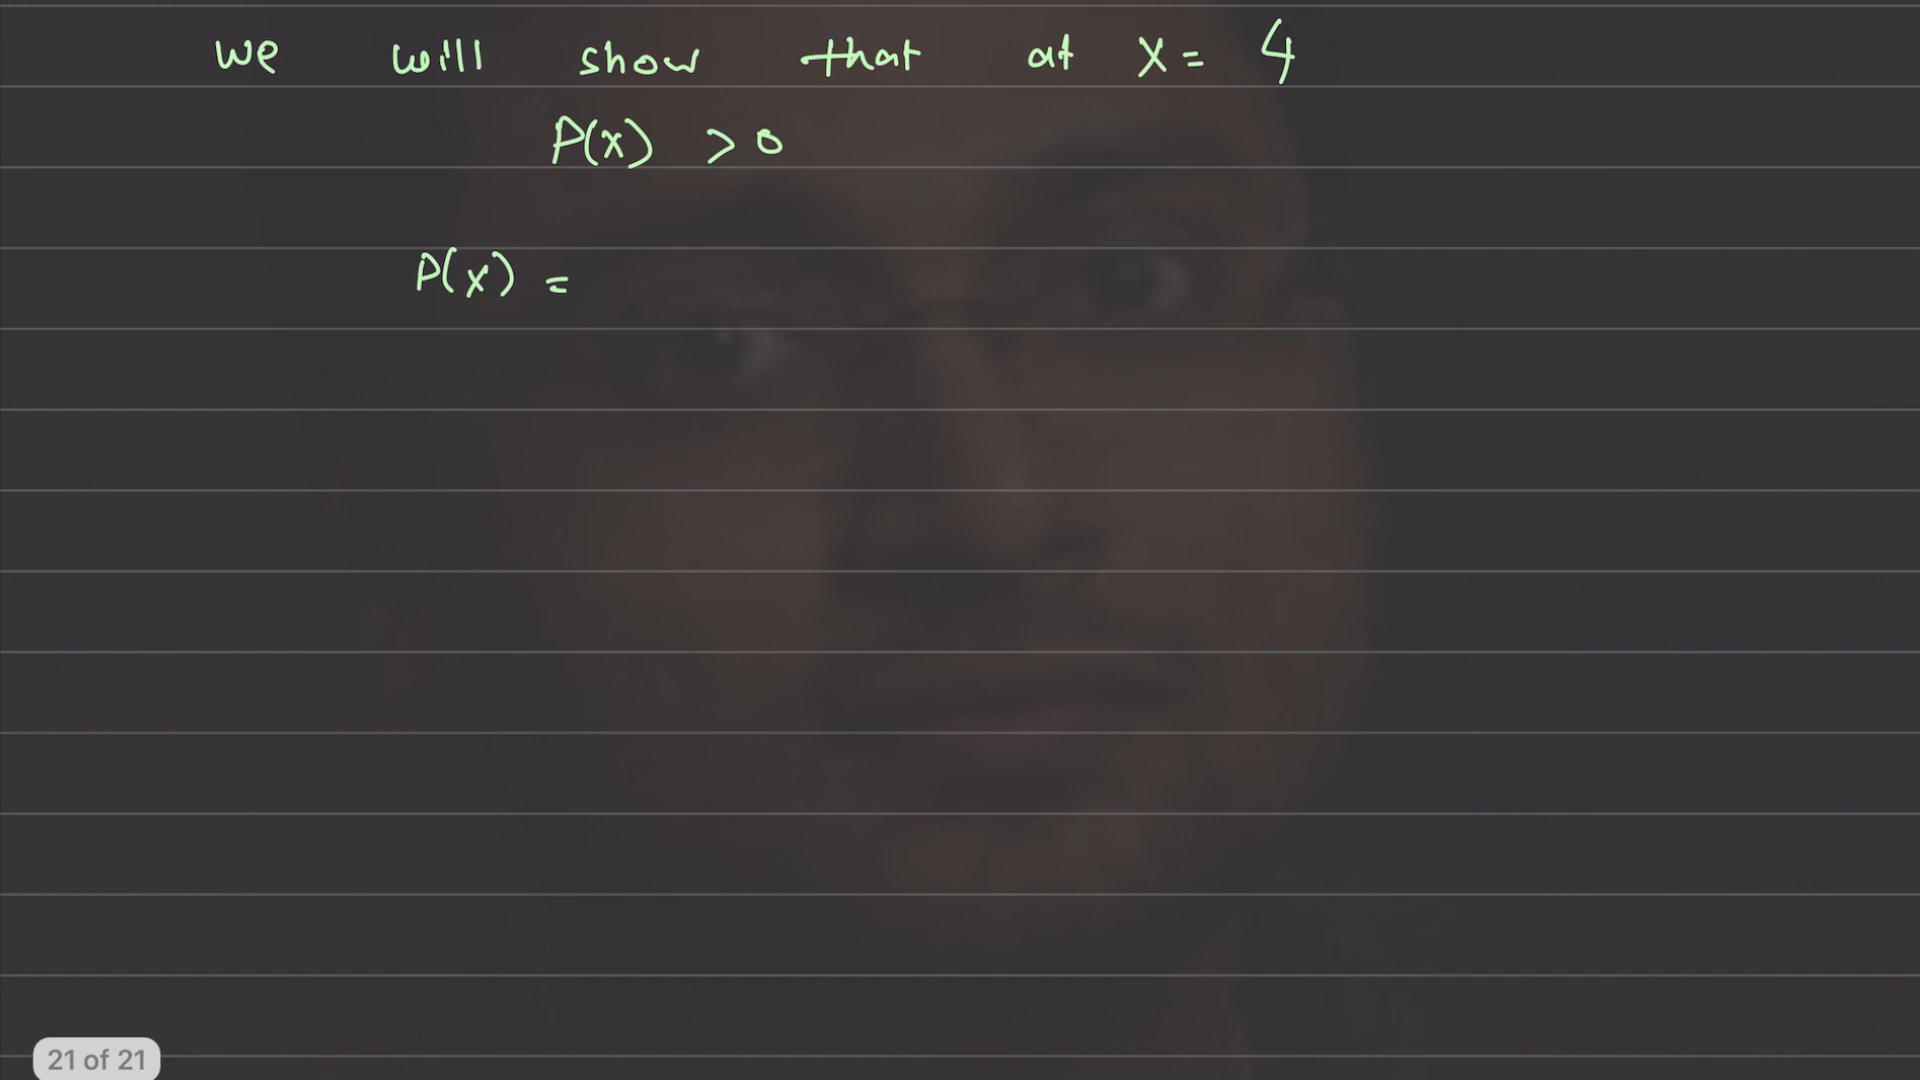 we will show that at x = 4
P(x) > 0
P(x) =
21 of 21